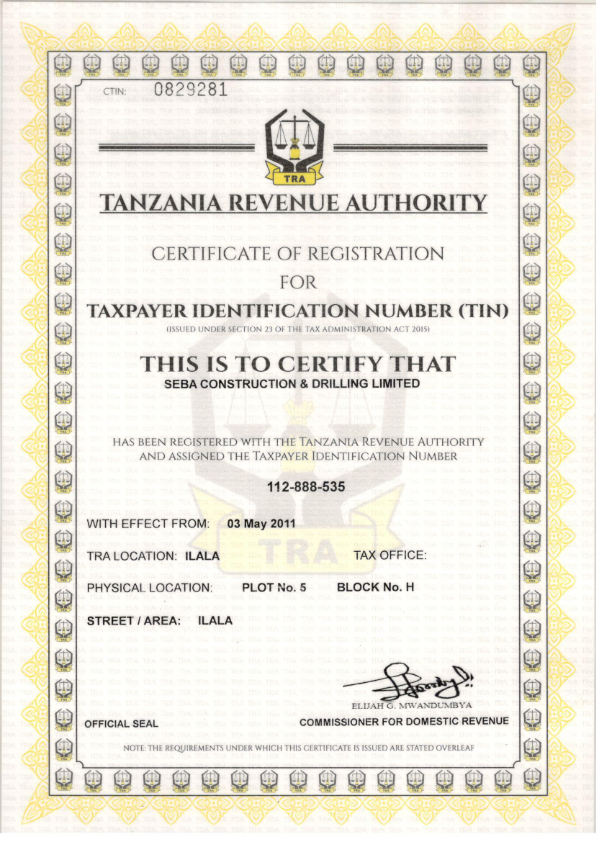 CTIN: 0829281
TRA
TANZANIA REVENUE AUTHORITY
CERTIFICATE OF REGISTRATION
FOR
TAXPAYER IDENTIFICATION NUMBER (TIN)
(ISSUED UNDER SECTION 23 OF THE TAX ADMINISTRATION ACT 2015)
THIS IS TO CERTIFY THAT
SEBA CONSTRUCTION & DRILLING LIMITED
HAS BEEN REGISTERED WITH THE TANZANIA REVENUE AUTHORITY
AND ASSIGNED THE TAXPAYER IDENTIFICATION NUMBER
112-888-535
WITH EFFECT FROM: 03 May 2011
TRA
TRA LOCATION: ILALA TAX OFFICE:
PHYSICAL LOCATION: PLOT No. 5 BLOCK No. H
STREET / AREA: ILALA
ELIJAH G. MWANDUMBYA
OFFICIAL SEAL COMMISSIONER FOR DOMESTIC REVENUE
NOTE: THE REQUIREMENTS UNDER WHICH THIS CERTIFICATE IS ISSUED ARE STATED OVERLEAF